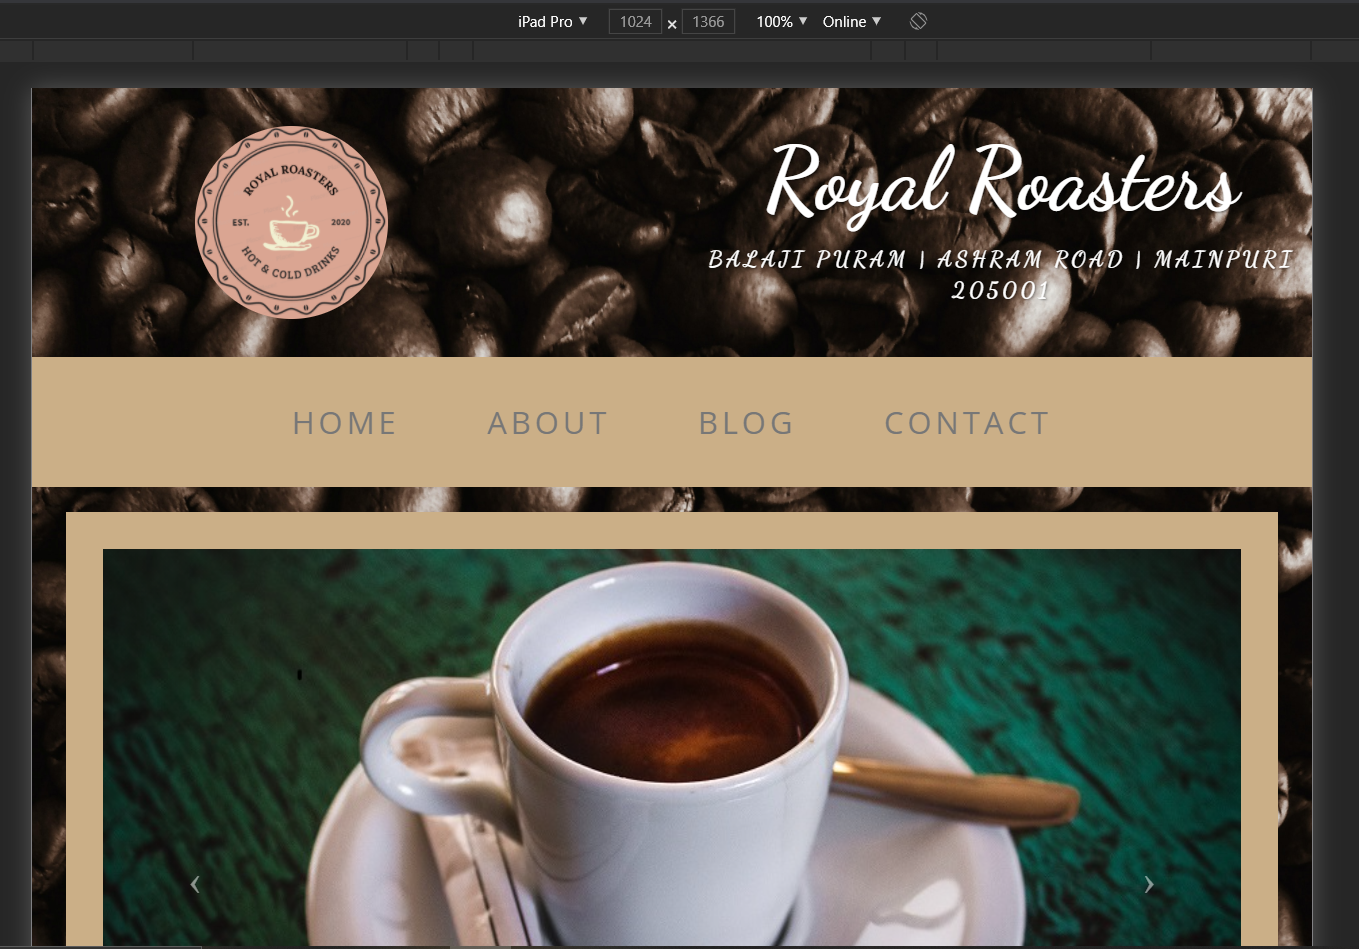 iPad Pro ▼ 1024 × 1366 100% ▼ Online ▼
ROYAL ROASTERS
EST. 2020
HOT & COLD DRINKS
Royal Roasters
BALAJI PURAM | ASHRAM ROAD | MAINPURI
205001
HOME ABOUT BLOG CONTACT